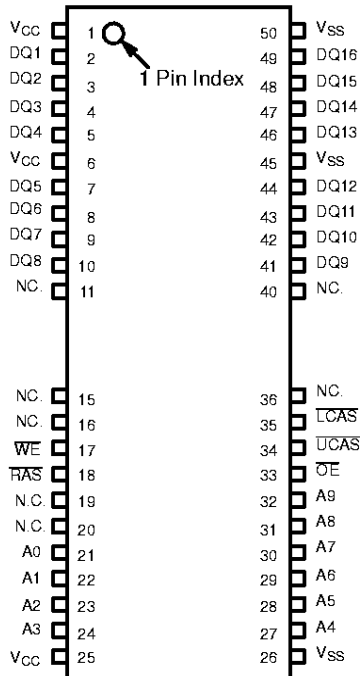 VCC 1 50 VSS
DQ1 2 49 DQ16
1 Pin Index
DQ2 3 48 DQ15
DQ3 4 47 DQ14
DQ4 5 46 DQ13
VCC 6 45 VSS
DQ5 7 44 DQ12
DQ6 8 43 DQ11
DQ7 9 42 DQ10
DQ8 10 41 DQ9
NC. 11 40 NC.
NC. 15 36 NC.
NC. 16 35 LCAS
WE 17 34 UCAS
RAS 18 33 OE
N.C. 19 32 A9
N.C. 20 31 A8
A0 21 30 A7
A1 22 29 A6
A2 23 28 A5
A3 24 27 A4
VCC 25 26 VSS